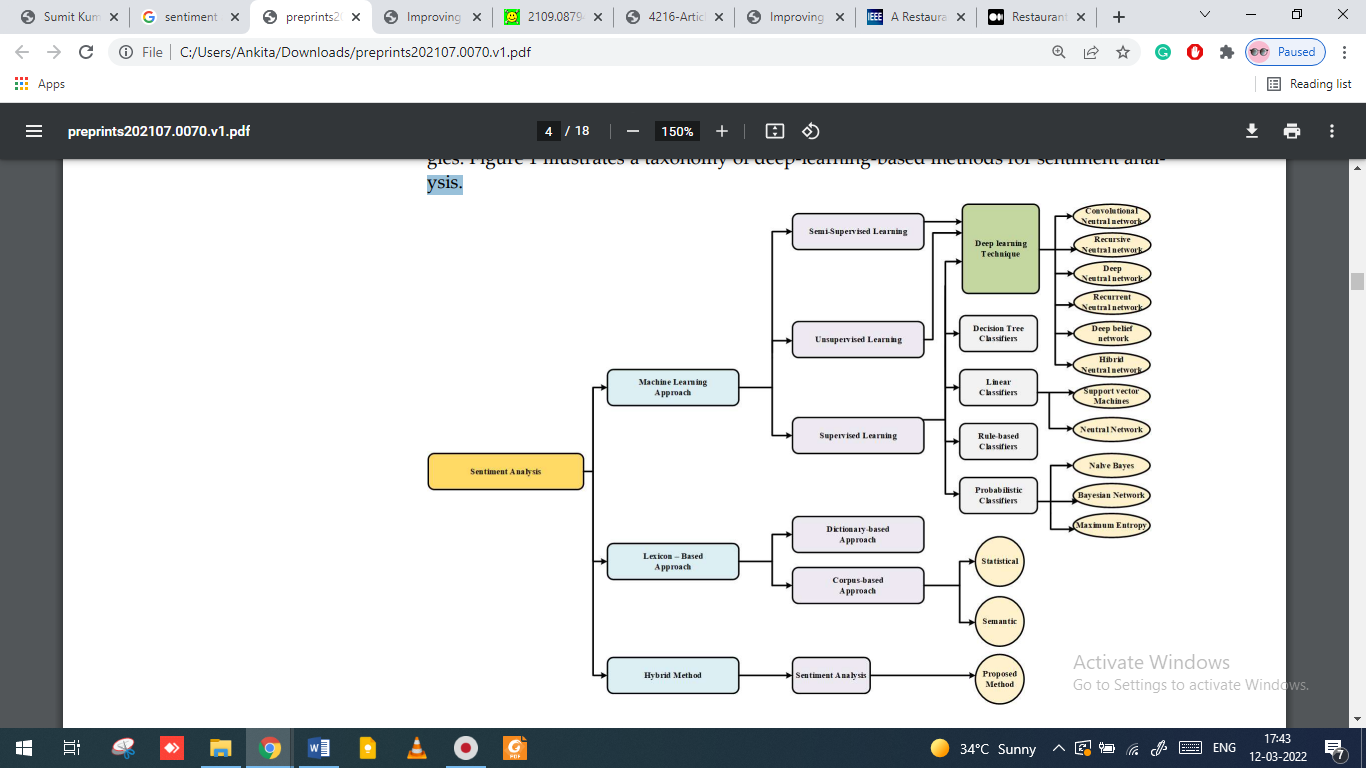 Sumit Kum
sentiment
preprints2
Improving
2109.0879
4216-Artic
Improving
IEEE
A Restaura
Restaurant
File
C:/Users/Ankita/Downloads/preprints202107.0070.v1.pdf
Paused
Apps
Reading list
preprints202107.0070.v1.pdf
4 / 18
150%
gies. Figure 1 illustrates a taxonomy of deep-learning-based methods for sentiment anal-
ysis.
Semi-Supervised Learning
Unsupervised Learning
Supervised Learning
Deep learning
Technique
Decision Tree
Classifiers
Linear
Classifiers
Rule-based
Classifiers
Probabilistic
Classifiers
Convolutional
Neutral network
Recursive
Neutral network
Deep
Neutral network
Recurrent
Neutral network
Deep belief
network
Hibrid
Neutral network
Support vector
Machines
Neutral Network
Naïve Bayes
Bayesian Network
Maximum Entropy
Machine Learning
Approach
Sentiment Analysis
Lexicon – Based
Approach
Dictionary-based
Approach
Corpus-based
Approach
Statistical
Semantic
Hybrid Method
Sentiment Analysis
Proposed
Method
Activate Windows
Go to Settings to activate Windows.
34°C Sunny
ENG
17:43
12-03-2022
7